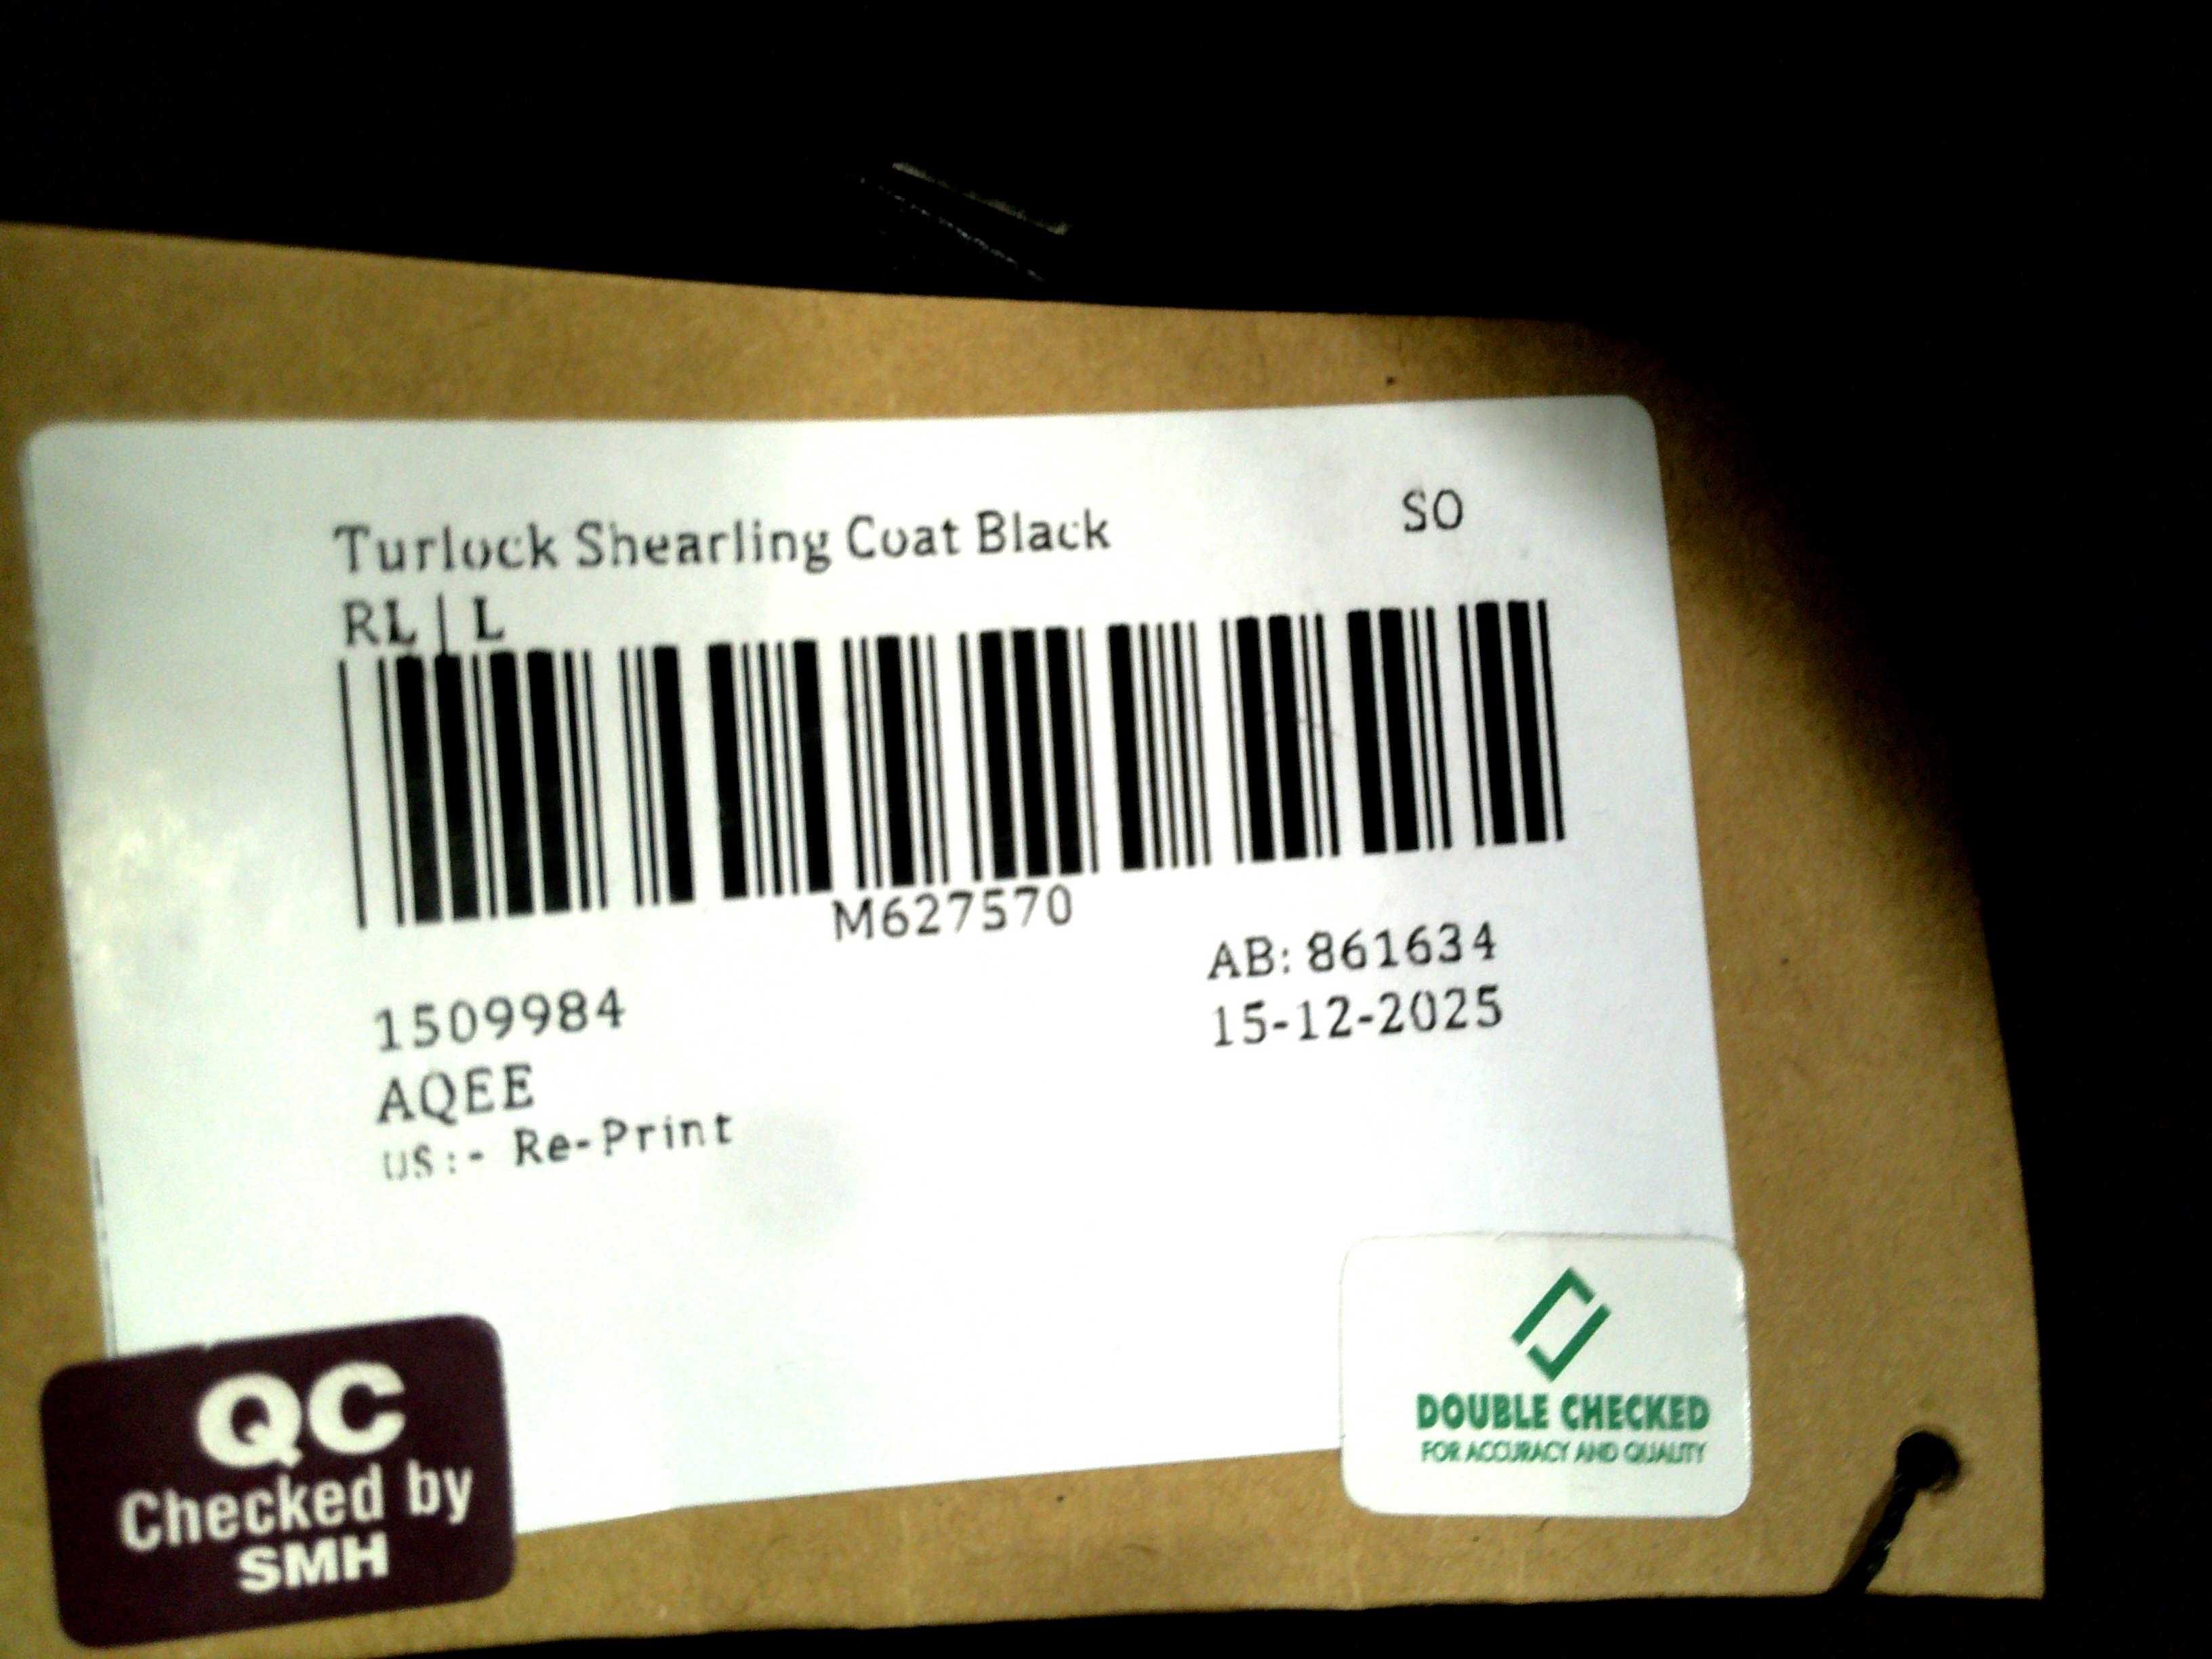 Turlock Shearling Coat Black
SO
RL | L
M627570
AB: 861634
1509984
15-12-2025
AQEE
US:- Re-Print
QC
Checked by
SMH
DOUBLE CHECKED
FOR ACCURACY AND QUALITY